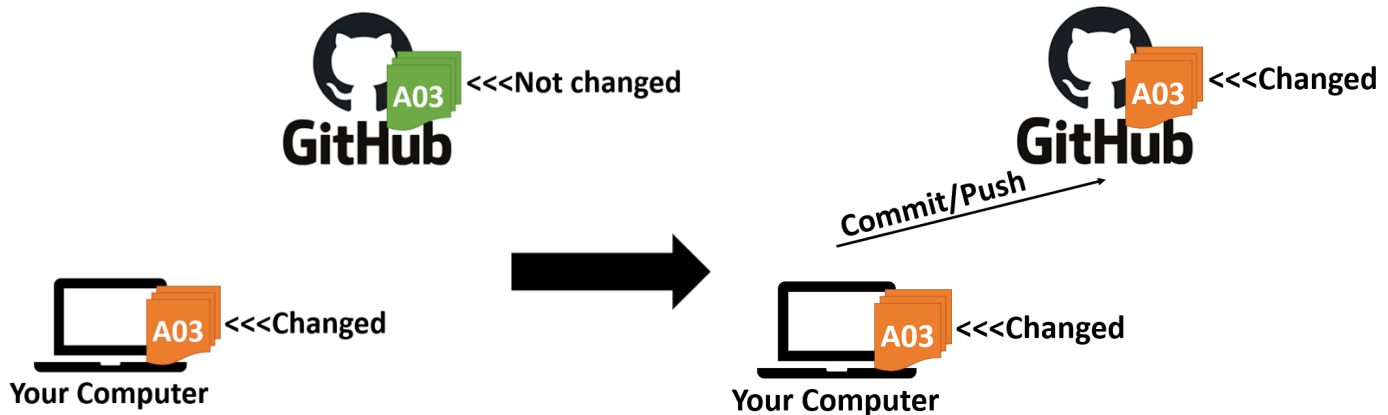 A03
<<<Not changed
GitHub
A03
<<<Changed
Your Computer
A03
<<<Changed
GitHub
Commit/Push
A03
<<<Changed
Your Computer